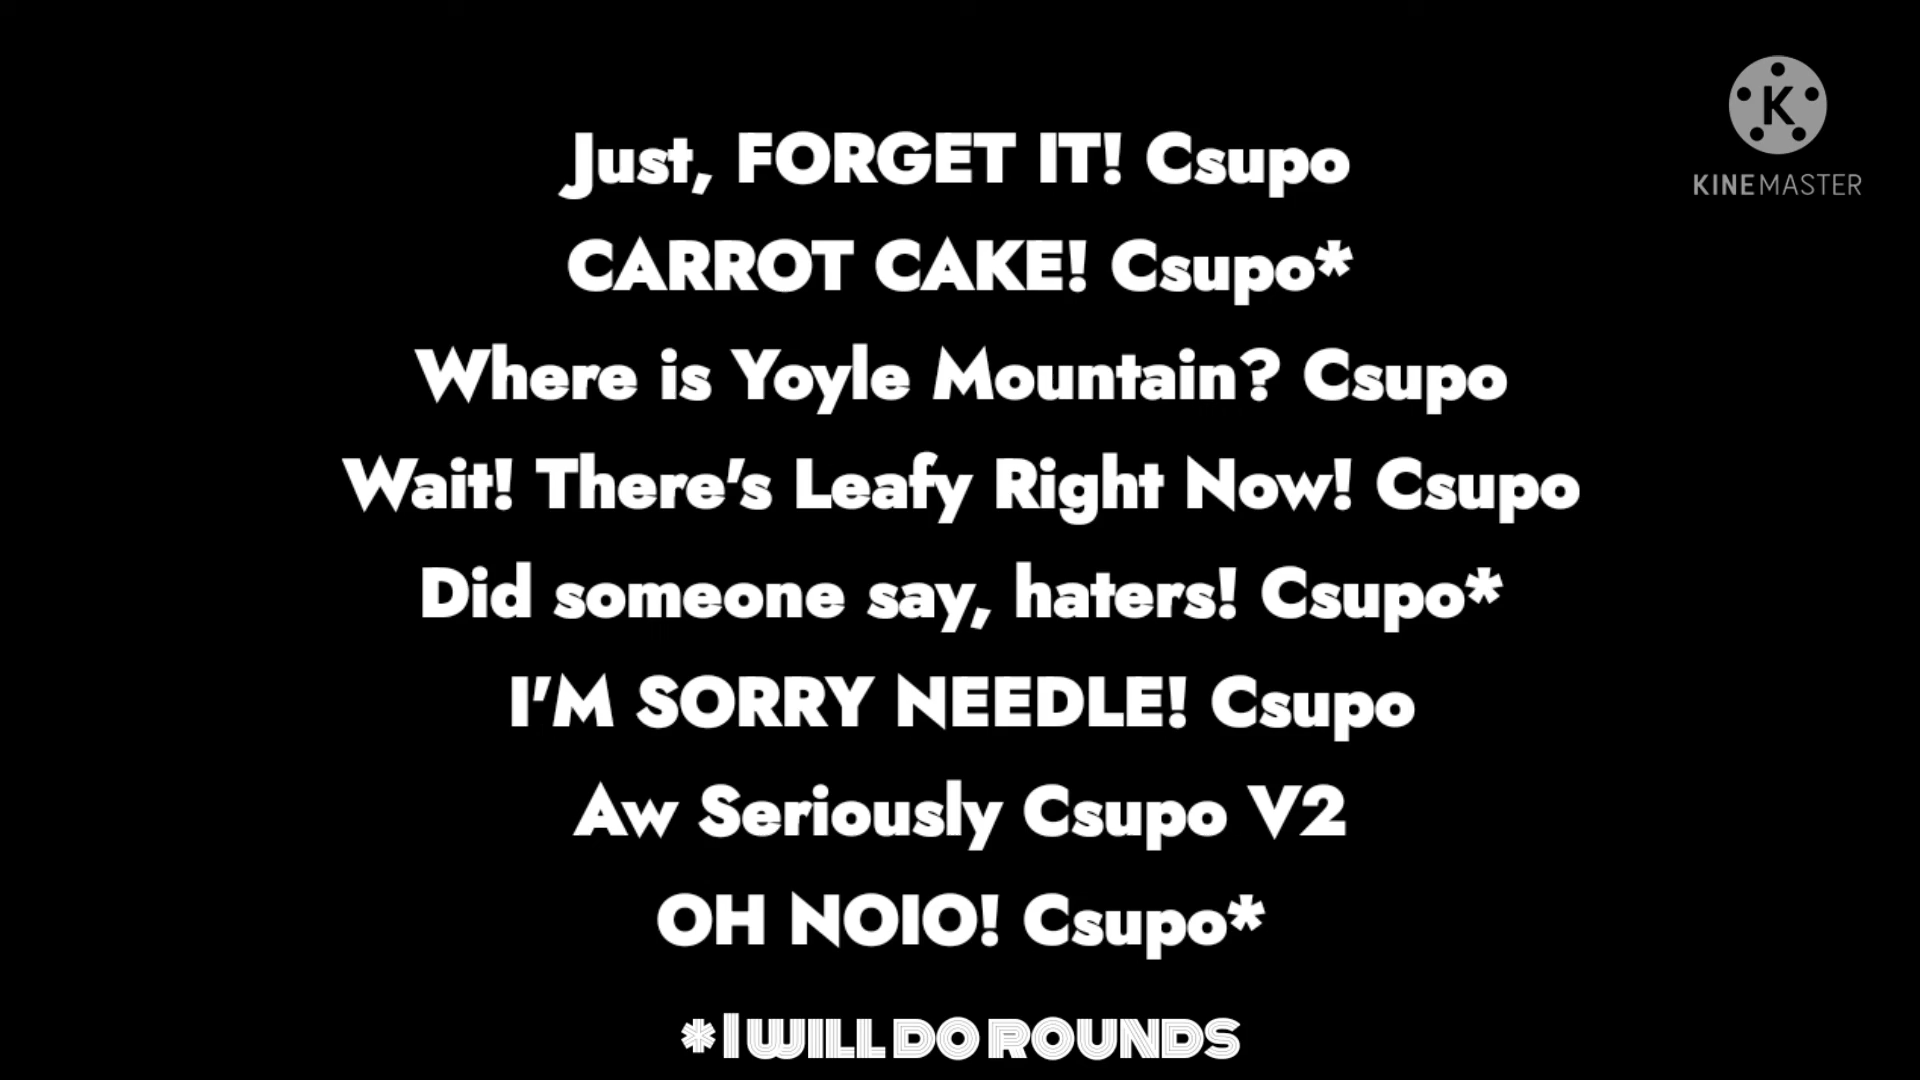 Just, FORGET IT! Csupo
K
KINEMASTER
CARROT CAKE! Csupo*
Where is Yoyle Mountain? Csupo
Wait! There's Leafy Right Now! Csupo
Did someone say, haters! Csupo*
I'M SORRY NEEDLE! Csupo
Aw Seriously Csupo V2
OH NOIO! Csupo*
*I WILL DO ROUNDS